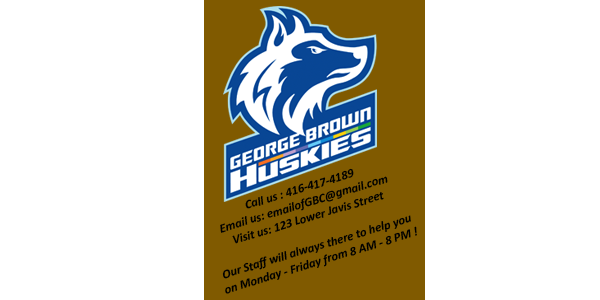 GEORGE BROWN
HUSKIES
Call us : 416-417-4189
Email us: emailofGBC@gmail.com
Visit us: 123 Lower Javis Street
Our Staff will always there to help you
on Monday - Friday from 8 AM - 8 PM !